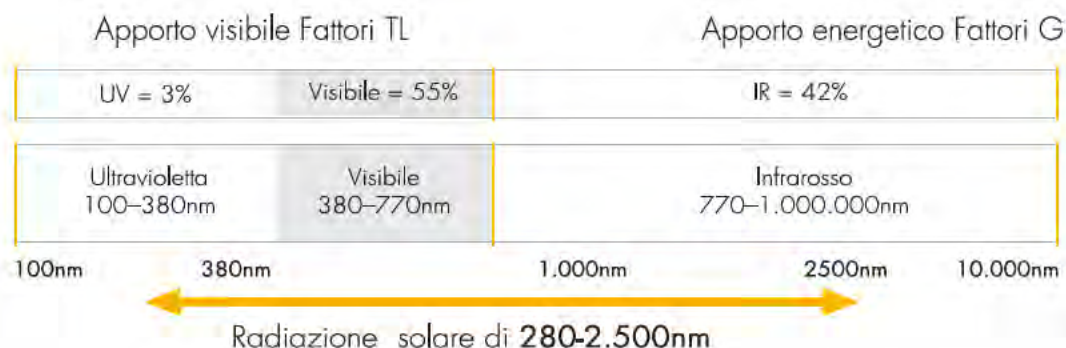 Apporto visibile Fattori TL
Apporto energetico Fattori G
UV = 3%
Visibile = 55%
IR = 42%
Ultravioletta
100–380nm
Visibile
380–770nm
Infrarosso
770–1.000.000nm
100nm
380nm
1.000nm
2500nm
10.000nm
Radiazione solare di 280-2.500nm